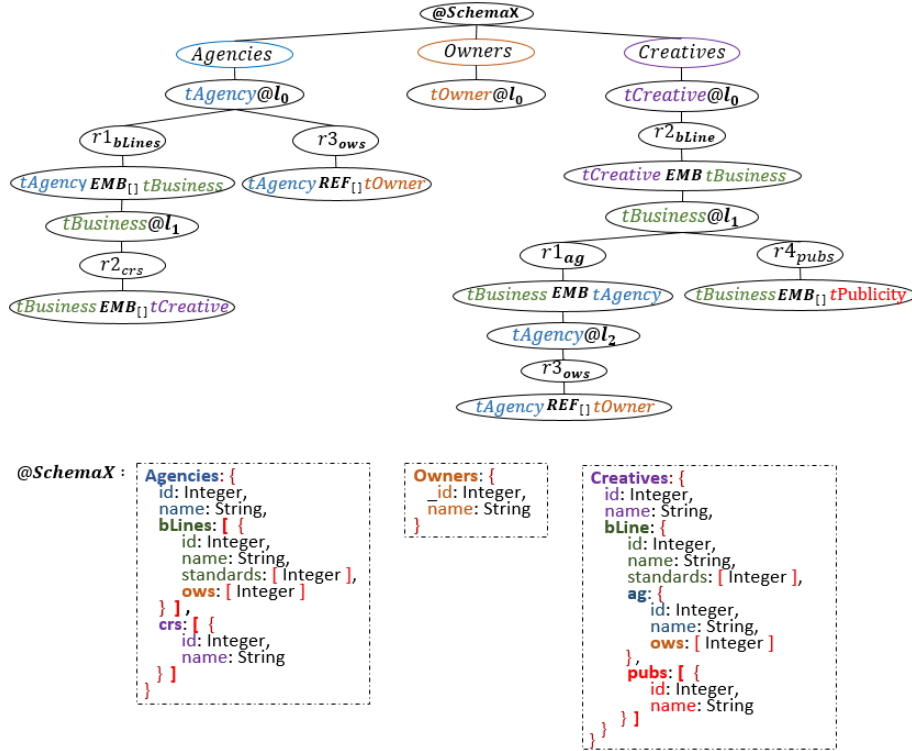 @SchemaX
Agencies Owners Creatives
tAgency@l₀ tOwner@l₀ tCreative@l₀
r1bLines r3ows r2bLine
tAgency EMB[] tBusiness tAgency REF[] tOwner tCreative EMB tBusiness
tBusiness@l₁ tBusiness@l₁
r2crs r1ag r4pubs
tBusiness EMB[] tCreative tBusiness EMB tAgency tBusiness EMB[] tPublicity
tAgency@l₂
r3ows
tAgency REF[] tOwner
@SchemaX :
Agencies: {
id: Integer,
name: String,
bLines: [ {
id: Integer,
name: String,
standards: [ Integer ],
ows: [ Integer ]
} ] ,
crs: [ {
id: Integer,
name: String
} ]
}
Owners: {
_id: Integer,
name: String
}
Creatives: {
id: Integer,
name: String,
bLine: {
id: Integer,
name: String,
standards: [ Integer ],
ag: {
id: Integer,
name: String,
ows: [ Integer ]
} ,
pubs: [ {
id: Integer,
name: String
} ]
}
}